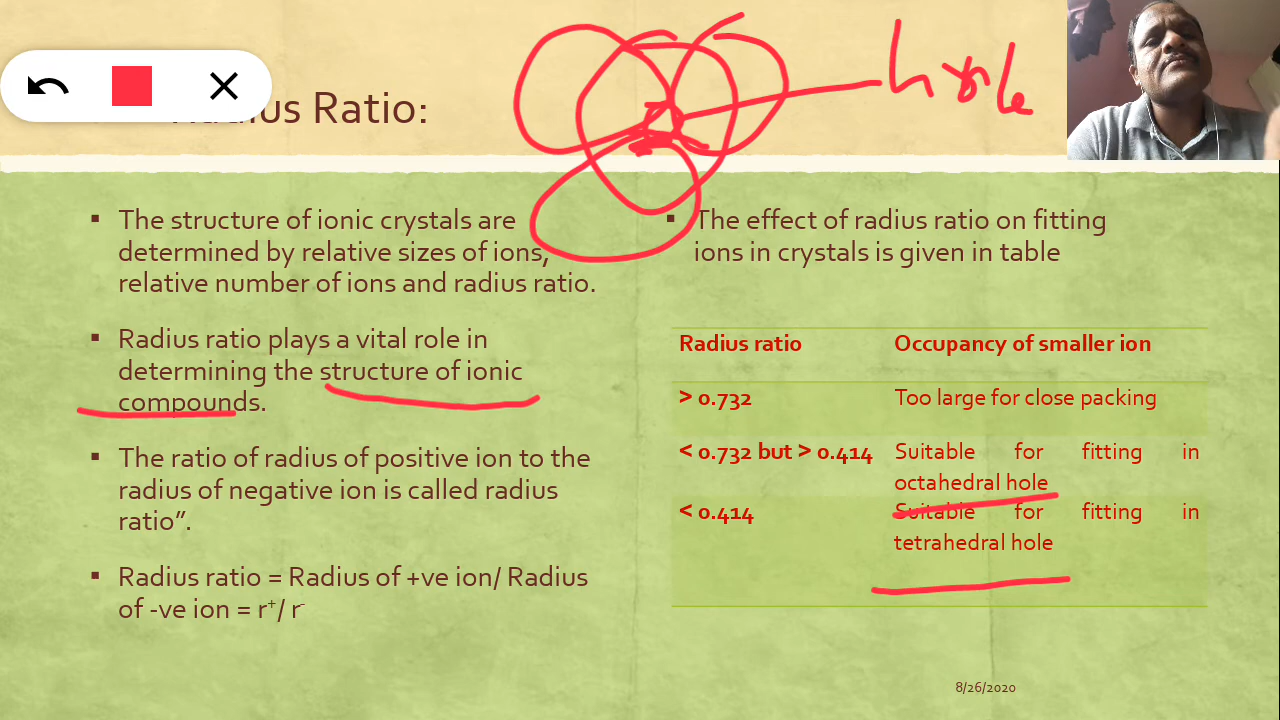 Radius Ratio:
hole
The structure of ionic crystals are
determined by relative sizes of ions,
relative number of ions and radius ratio.
Radius ratio plays a vital role in
determining the structure of ionic
compounds.
The ratio of radius of positive ion to the
radius of negative ion is called radius
ratio”.
Radius ratio = Radius of +ve ion/ Radius
of -ve ion = r⁺/ r⁻
The effect of radius ratio on fitting
ions in crystals is given in table
Radius ratio Occupancy of smaller ion
> 0.732 Too large for close packing
< 0.732 but > 0.414 Suitable for fitting in
octahedral hole
< 0.414 Suitable for fitting in
tetrahedral hole
8/26/2020